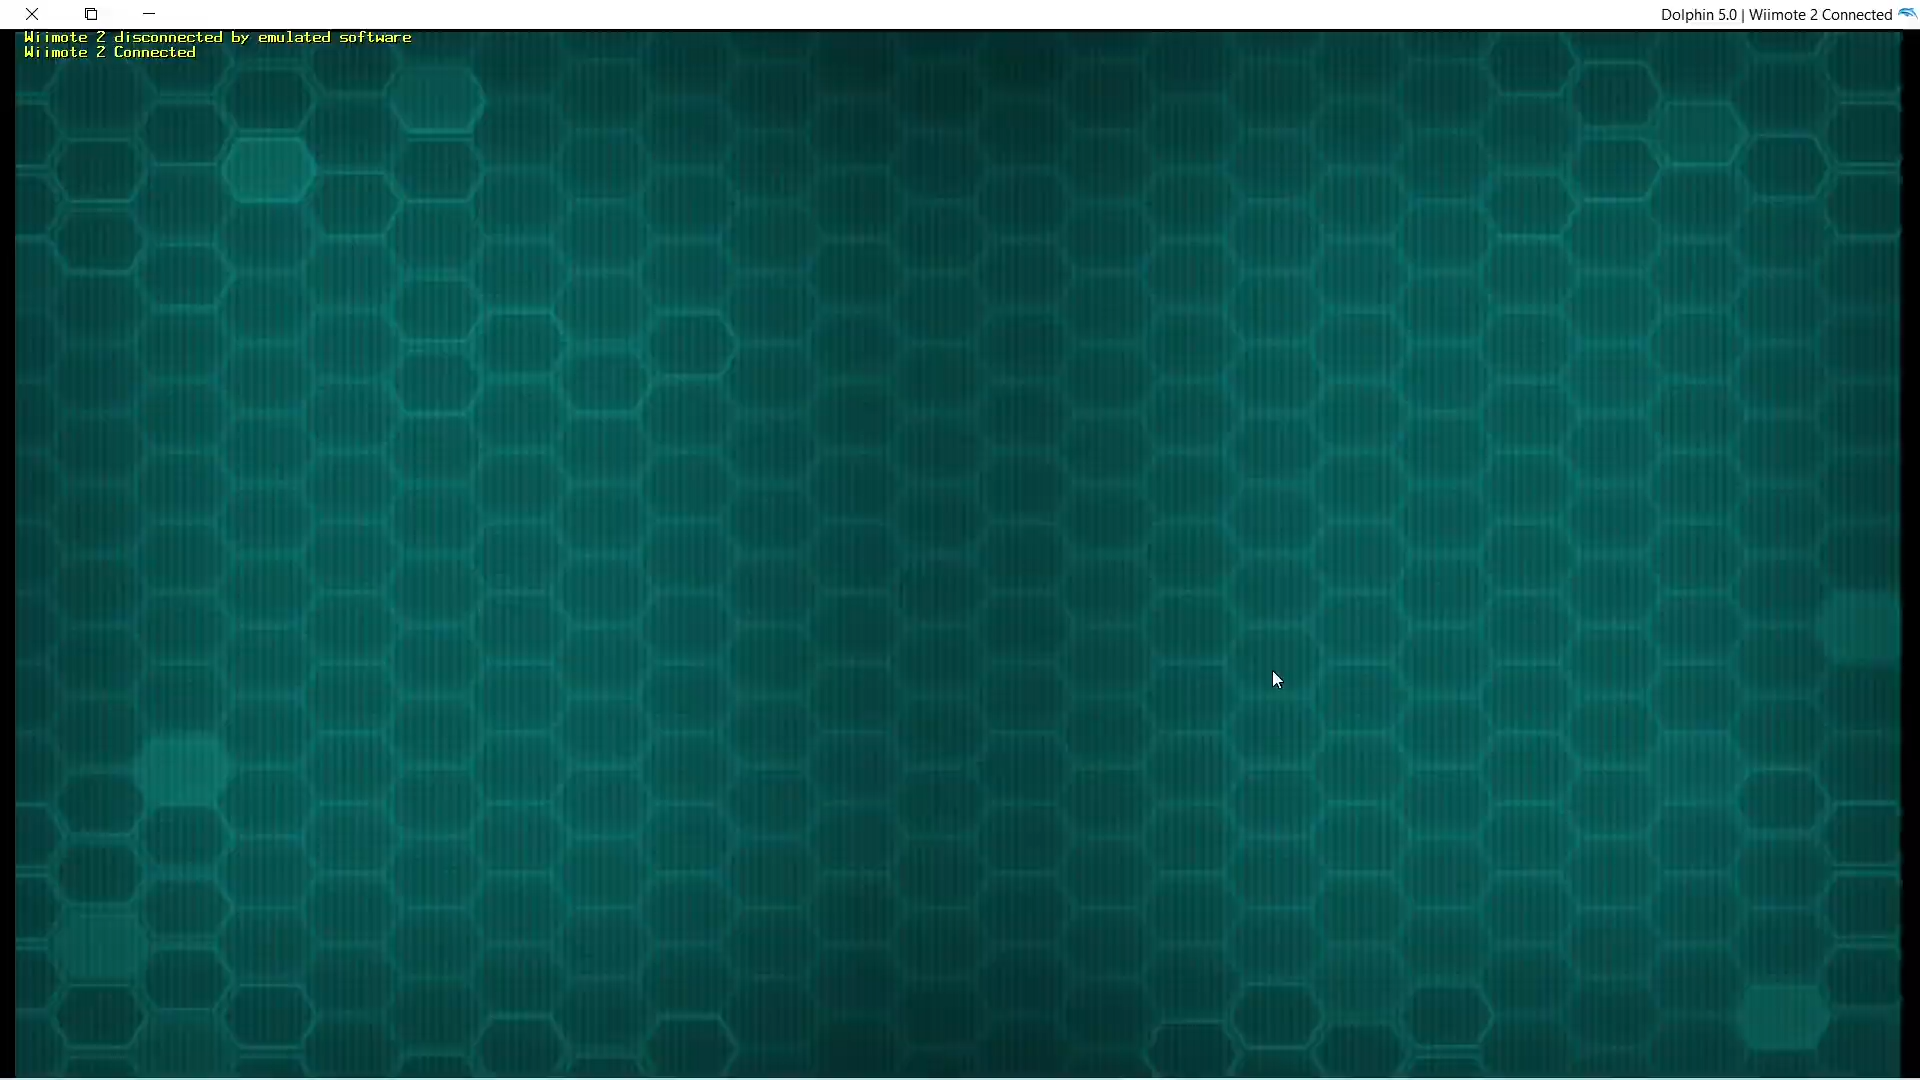 Dolphin 5.0 | Wiimote 2 Connected
Wiimote 2 disconnected by emulated software
Wiimote 2 Connected